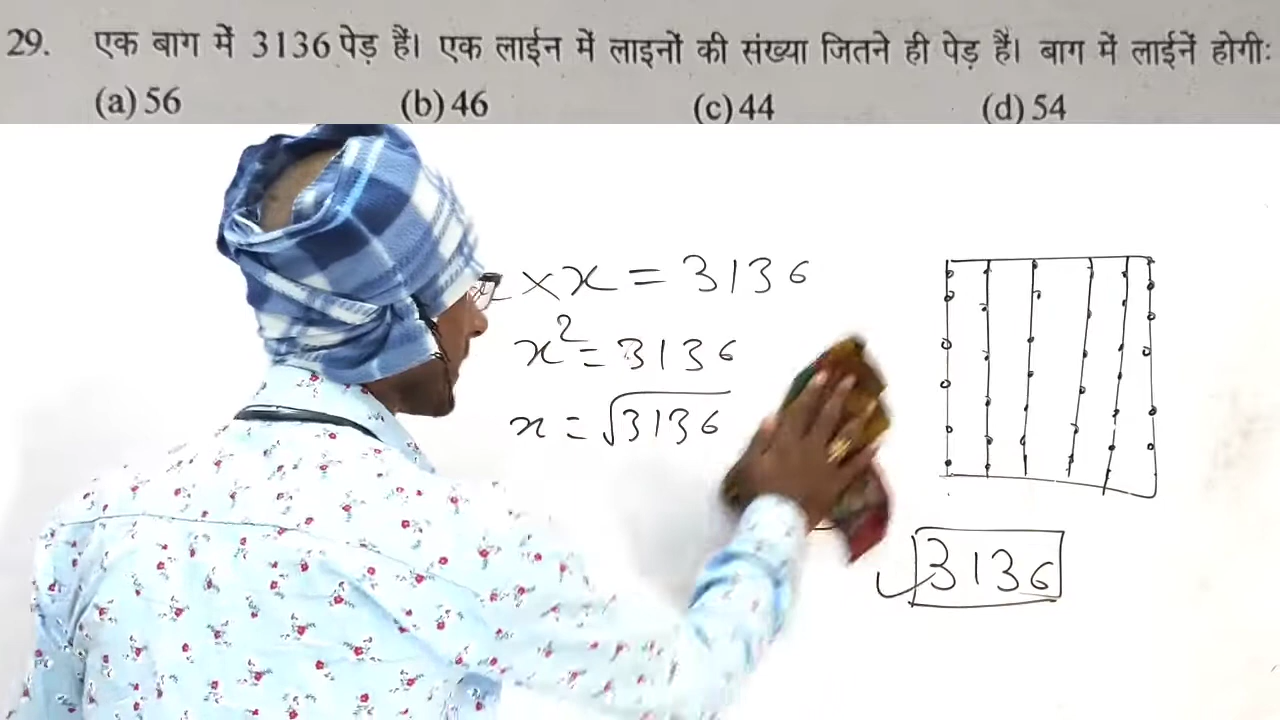 29. एक बाग में 3136 पेड़ हैं। एक लाईन में लाइनों की संख्या जितने ही पेड़ हैं। बाग में लाईनें होगीः
(a) 56 (b) 46 (c) 44 (d) 54
x × x = 3136
x² = 3136
x = √3136
3136